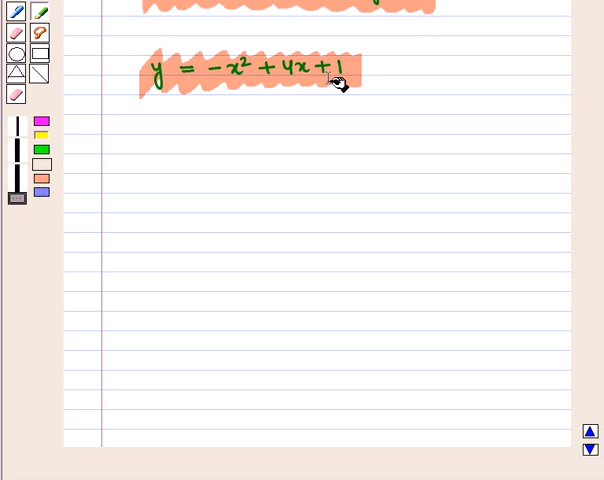 y = -x² + 4x + 1